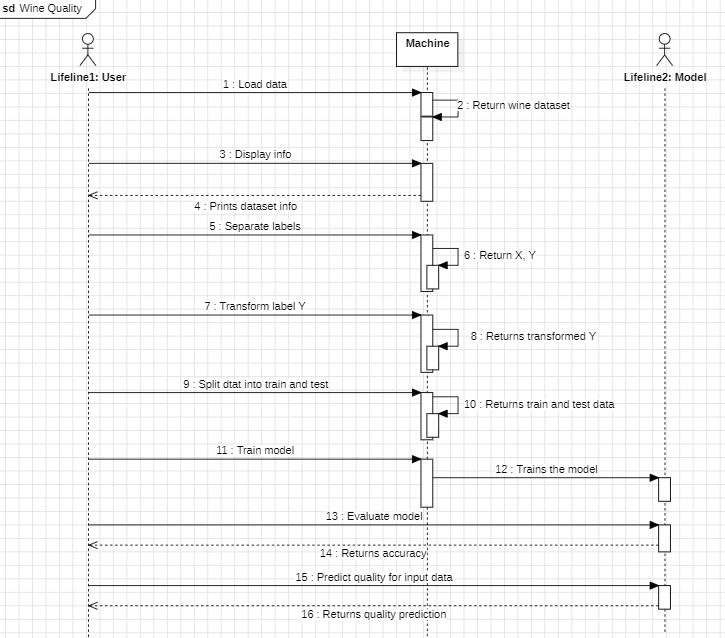 sd Wine Quality
Machine
Lifeline1: User
Lifeline2: Model
1 : Load data
2 : Return wine dataset
3 : Display info
4 : Prints dataset info
5 : Separate labels
6 : Return X, Y
7 : Transform label Y
8 : Returns transformed Y
9 : Split dtat into train and test
10 : Returns train and test data
11 : Train model
12 : Trains the model
13 : Evaluate model
14 : Returns accuracy
15 : Predict quality for input data
16 : Returns quality prediction